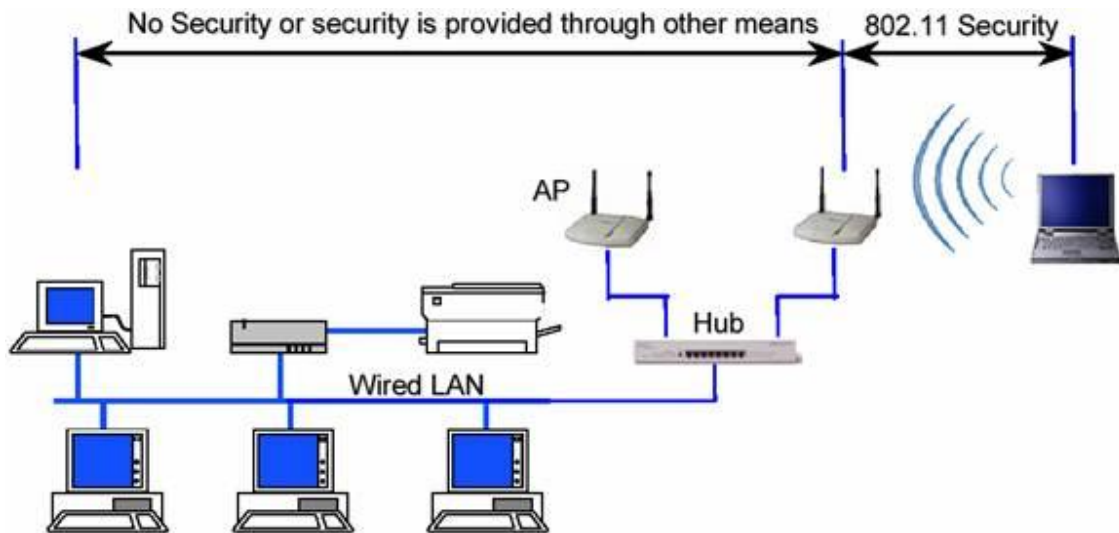 No Security or security is provided through other means
802.11 Security
AP
Hub
Wired LAN